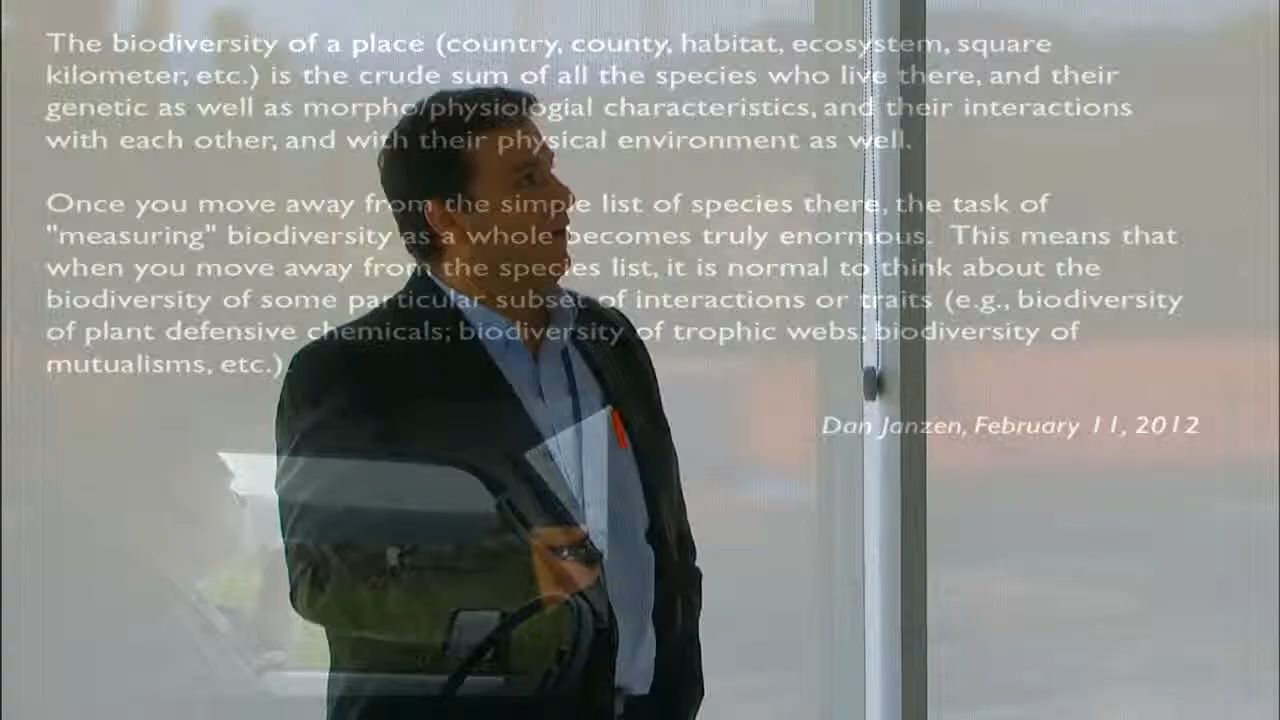 The biodiversity of a place (country, county, habitat, ecosystem, square
kilometer, etc.) is the crude sum of all the species who live there, and their
genetic as well as morpho/physiologial characteristics, and their interactions
with each other, and with their physical environment as well.
Once you move away from the simple list of species there, the task of
"measuring" biodiversity as a whole becomes truly enormous. This means that
when you move away from the species list, it is normal to think about the
biodiversity of some particular subset of interactions or traits (e.g., biodiversity
of plant defensive chemicals; biodiversity of trophic webs; biodiversity of
mutualisms, etc.)
Dan Janzen, February 11, 2012